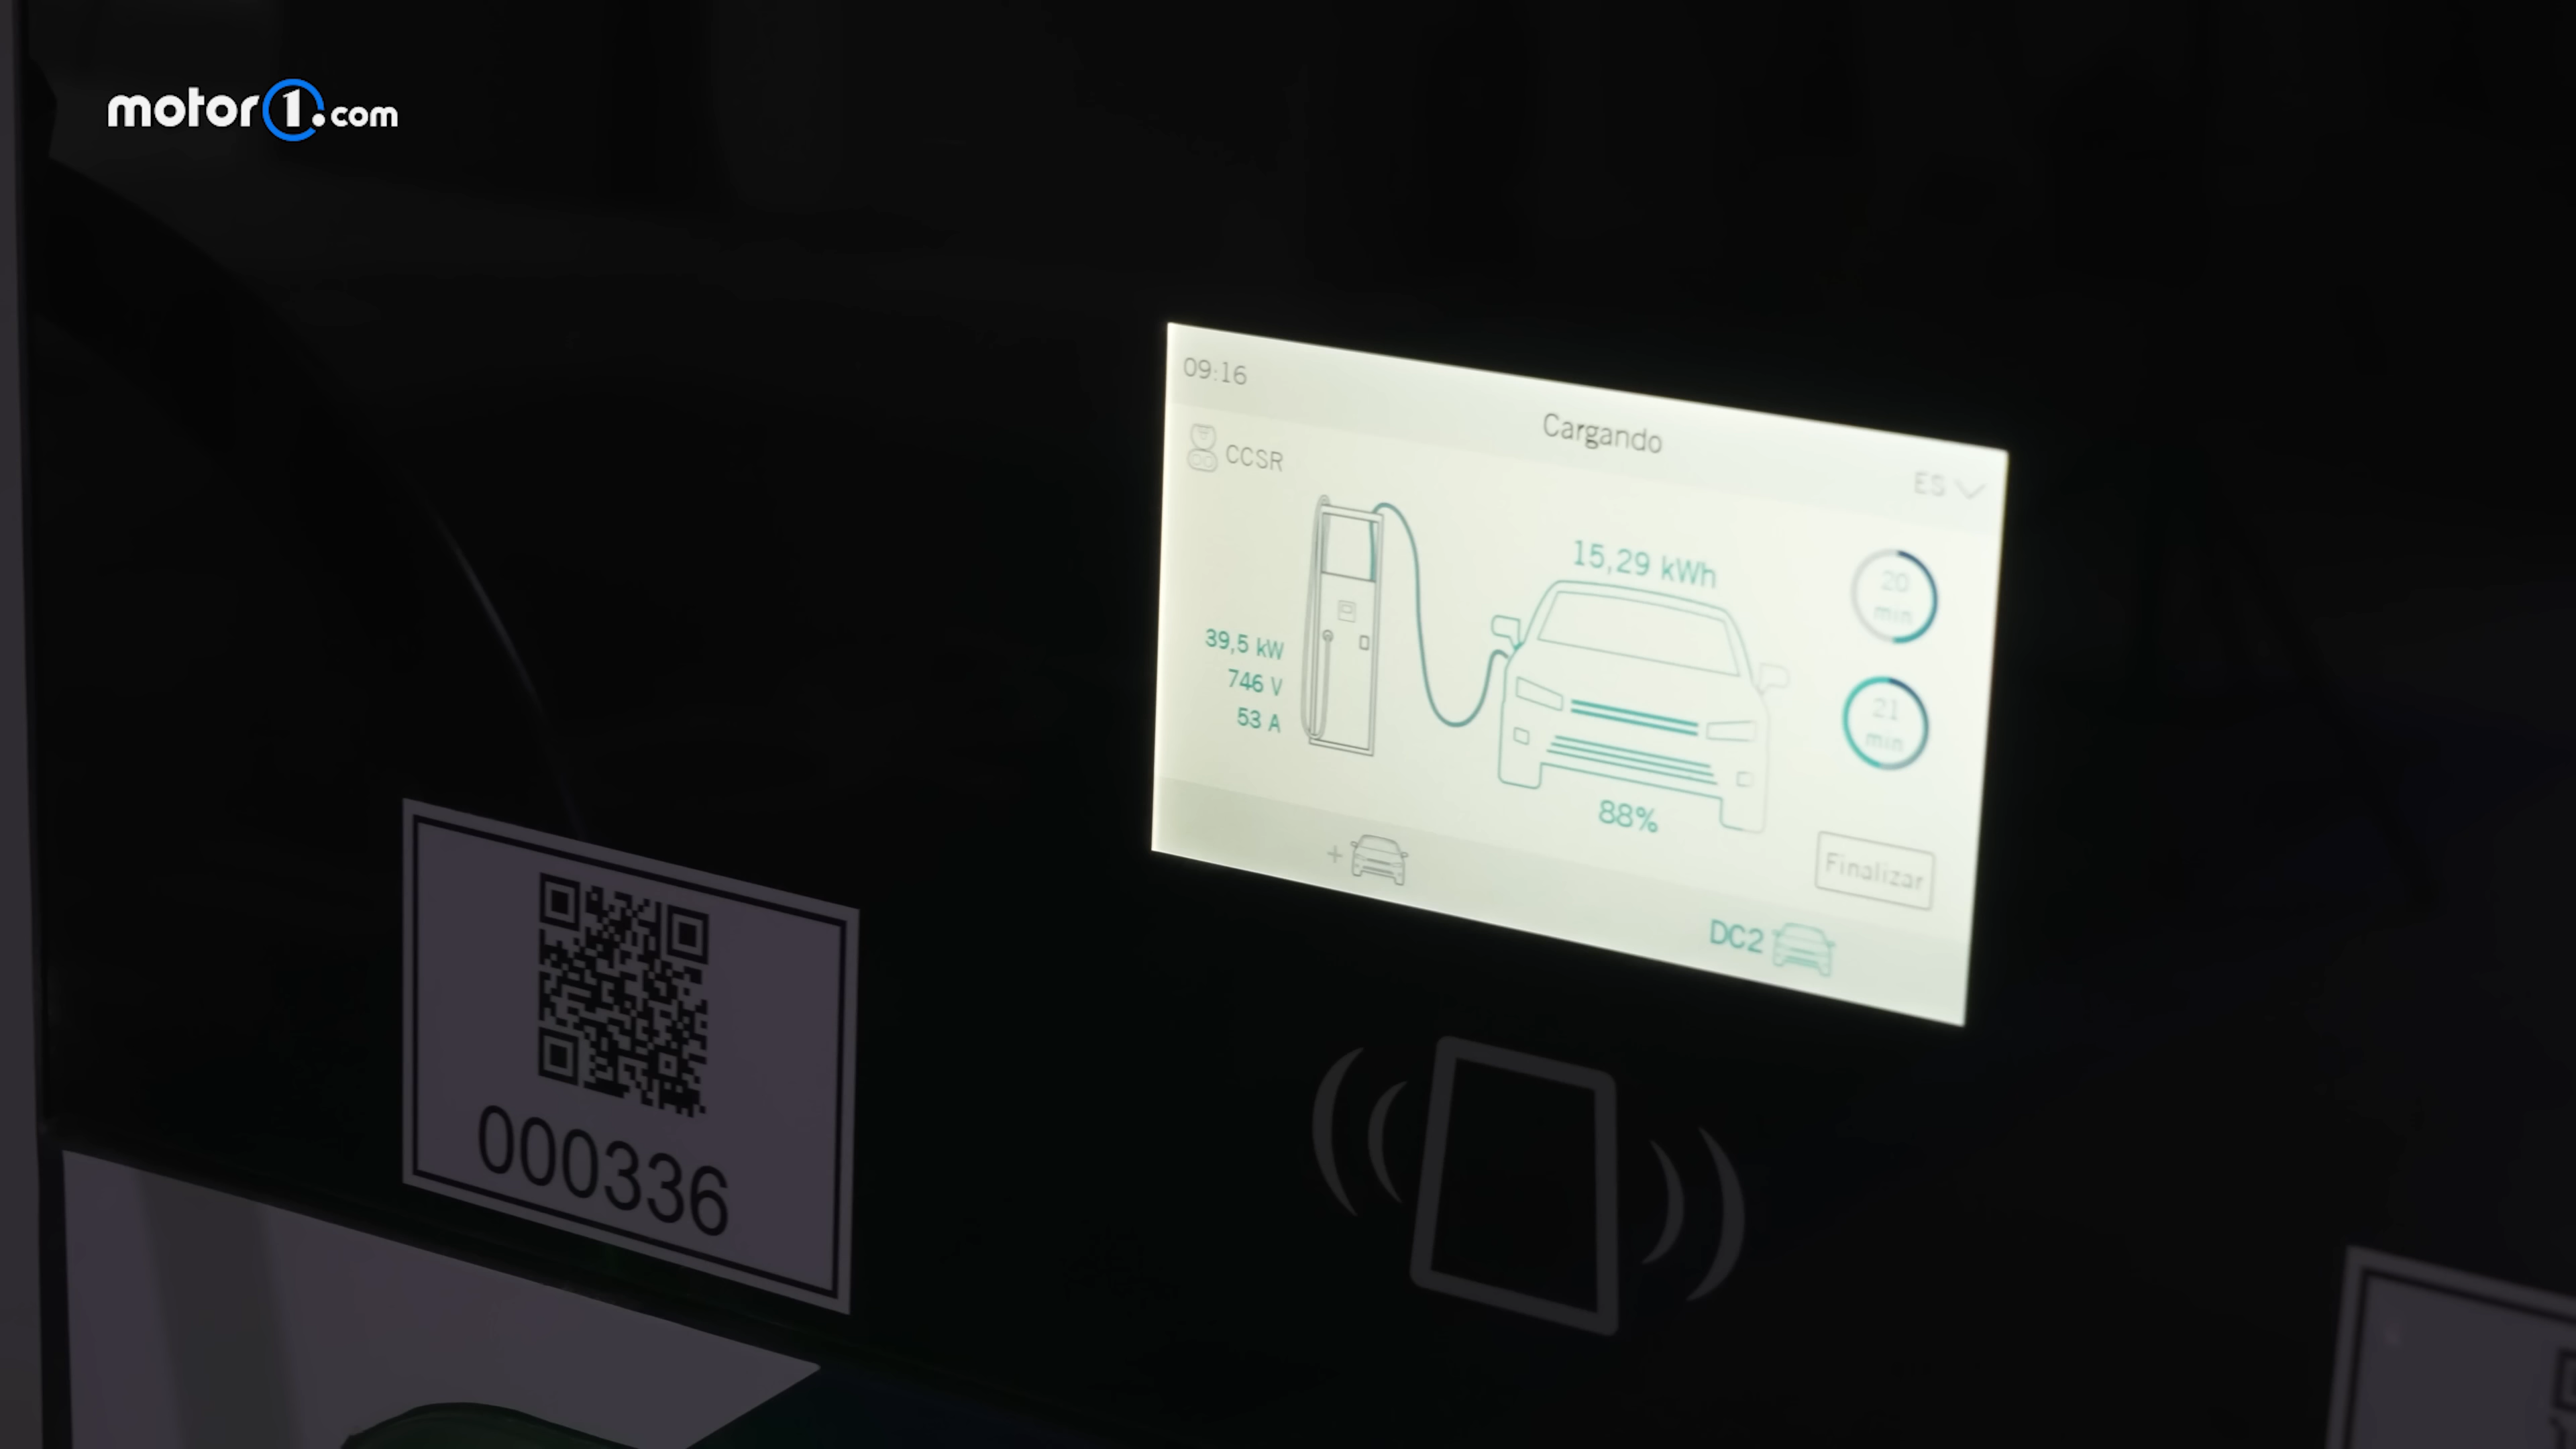 motor1.com
09:16
Cargando
ES
CCSR
15,29 kWh
20
min
39,5 kW
746 V
53 A
21
min
88%
Finalizar
DC2
000336